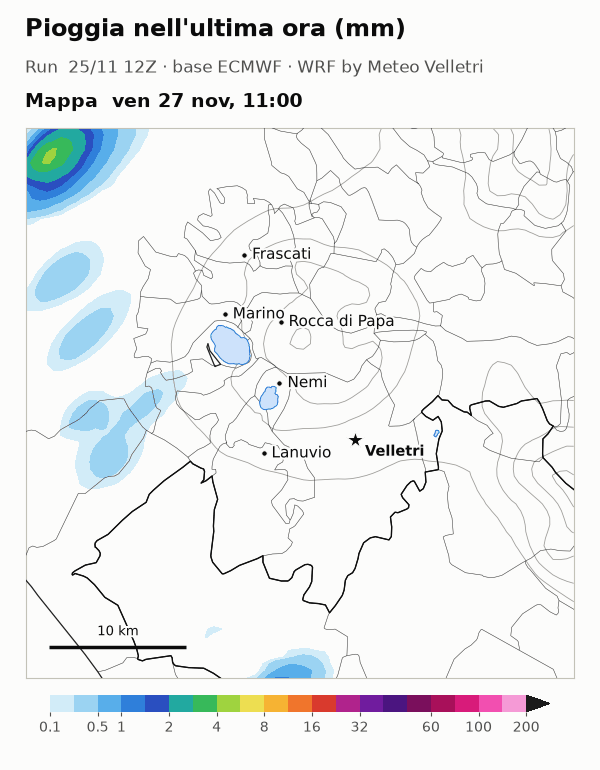 Pioggia nell'ultima ora (mm)
Run  25/11 12Z · base ECMWF · WRF by Meteo Velletri
Mappa  ven 27 nov, 11:00
Frascati
Marino
Rocca di Papa
Nemi
Velletri
Lanuvio
10 km
0.1 0.5 1 2 4 8 16 32 60 100 200